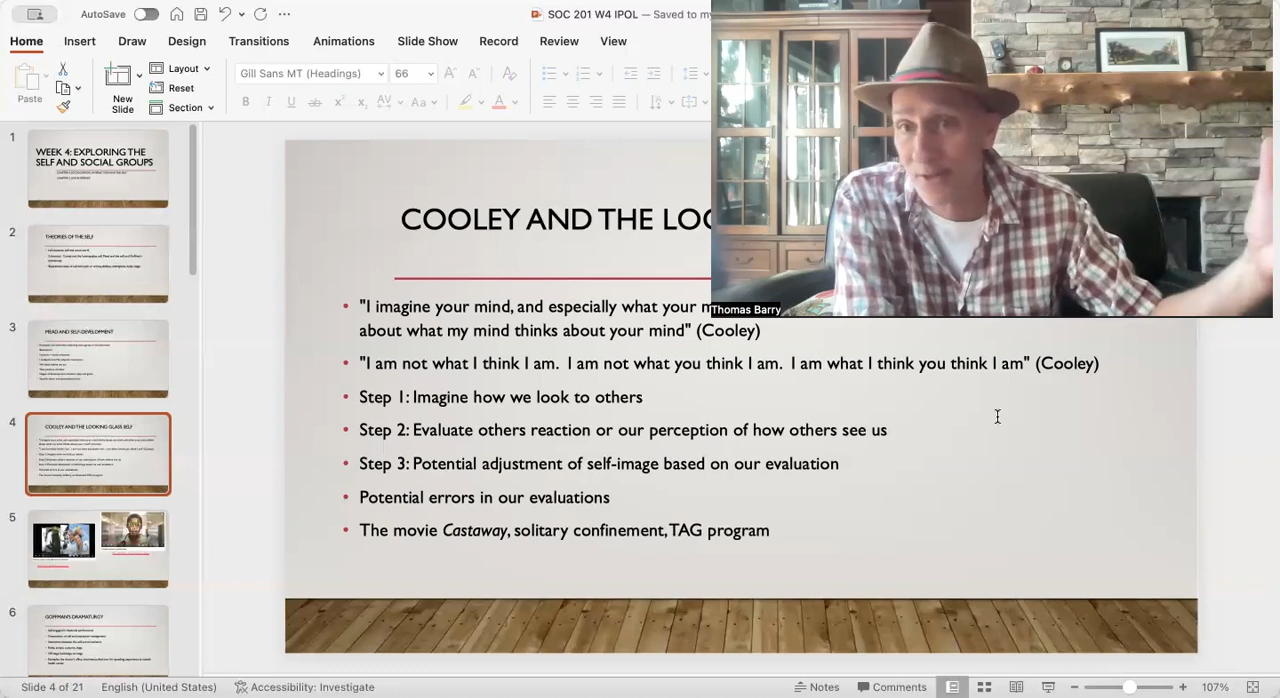 AutoSave
SOC 201 W4 IPOL — Saved to my
Home Insert Draw Design Transitions Animations Slide Show Record Review View
Paste
New
Slide
Layout
Reset
Section
Gill Sans MT (Headings)
66
1
WEEK 4: EXPLORING THE
SELF AND SOCIAL GROUPS
2
THEORIES OF THE SELF
3
MEAD AND SELF-DEVELOPMENT
4
COOLEY AND THE LOOKING GLASS SELF
5
6
GOFFMAN'S DRAMATURGY
COOLEY AND THE LOO
• "I imagine your mind, and especially what your m
about what my mind thinks about your mind" (Cooley)
• "I am not what I think I am. I am not what you think I am. I am what I think you think I am" (Cooley)
• Step 1: Imagine how we look to others
• Step 2: Evaluate others reaction or our perception of how others see us
• Step 3: Potential adjustment of self-image based on our evaluation
• Potential errors in our evaluations
• The movie Castaway, solitary confinement, TAG program
Thomas Barry
Slide 4 of 21
English (United States)
Accessibility: Investigate
Notes
Comments
107%